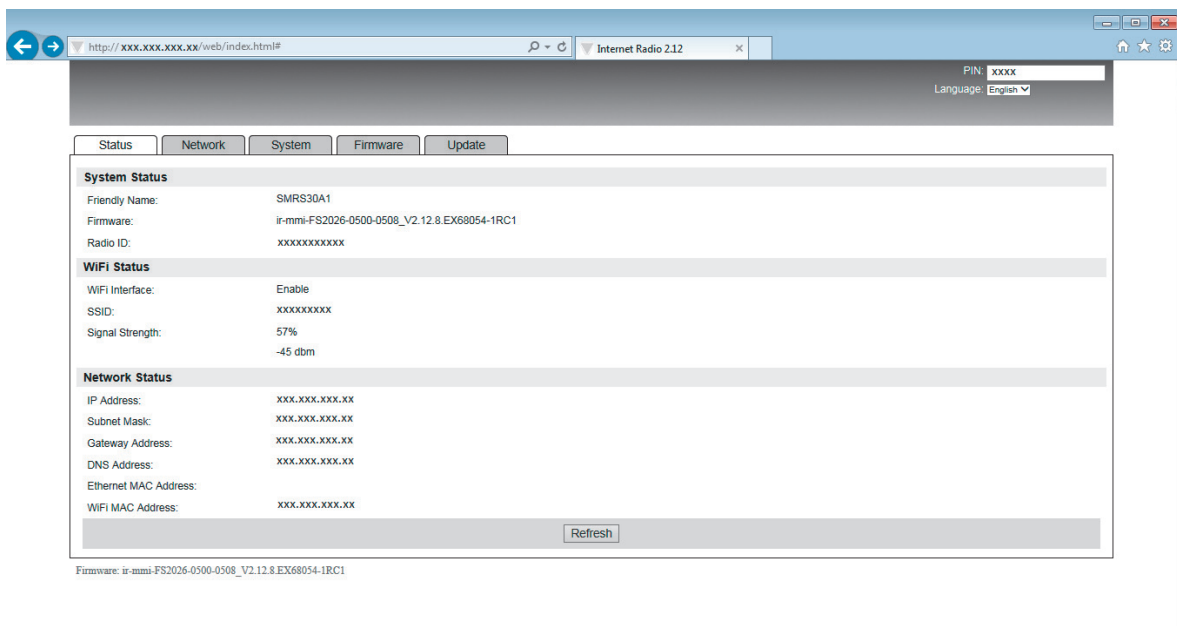 http://xxx.xxx.xxx.xx/web/index.html#
Internet Radio 2.12
PIN: xxxx
Language: English
Status Network System Firmware Update
System Status
Friendly Name: SMRS30A1
Firmware: ir-mmi-FS2026-0500-0508_V2.12.8.EX68054-1RC1
Radio ID: xxxxxxxxxxx
WiFi Status
WiFi Interface: Enable
SSID: xxxxxxxxx
Signal Strength: 57%
-45 dbm
Network Status
IP Address: xxx.xxx.xxx.xx
Subnet Mask: xxx.xxx.xxx.xx
Gateway Address: xxx.xxx.xxx.xx
DNS Address: xxx.xxx.xxx.xx
Ethernet MAC Address:
WiFi MAC Address: xxx.xxx.xxx.xx
Refresh
Firmware: ir-mmi-FS2026-0500-0508_V2.12.8.EX68054-1RC1